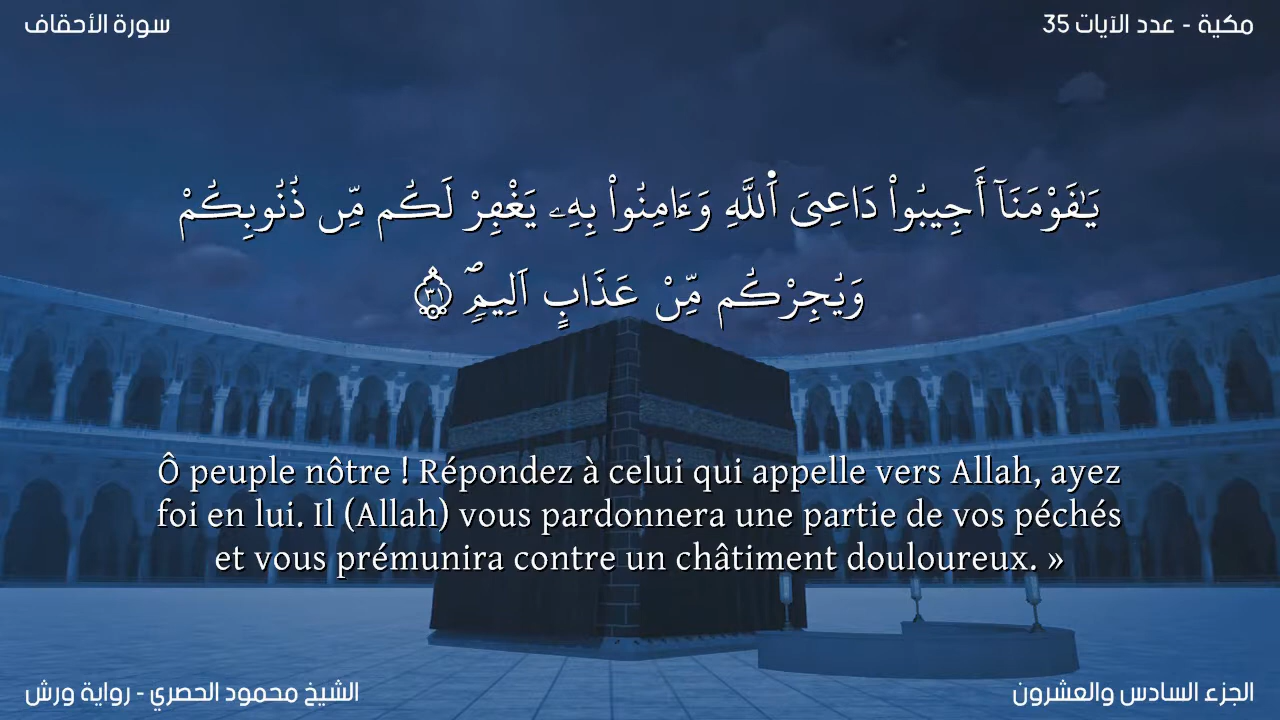 سورة الأحقاف
مكية - عدد الآيات 35
يَٰقَوْمَنَآ أَجِيبُواْ دَاعِيَ اَ۬للَّهِ وَءَامِنُواْ بِهِۦ يَغْفِرْ لَكُم مِّن ذُنُوبِكُمْ
وَيُجِرْكُم مِّنْ عَذَابٍ اَلِيمٖۖ ٣١
Ô peuple nôtre ! Répondez à celui qui appelle vers Allah, ayez
foi en lui. Il (Allah) vous pardonnera une partie de vos péchés
et vous prémunira contre un châtiment douloureux. »
الشيخ محمود الحصري - رواية ورش
الجزء السادس والعشرون